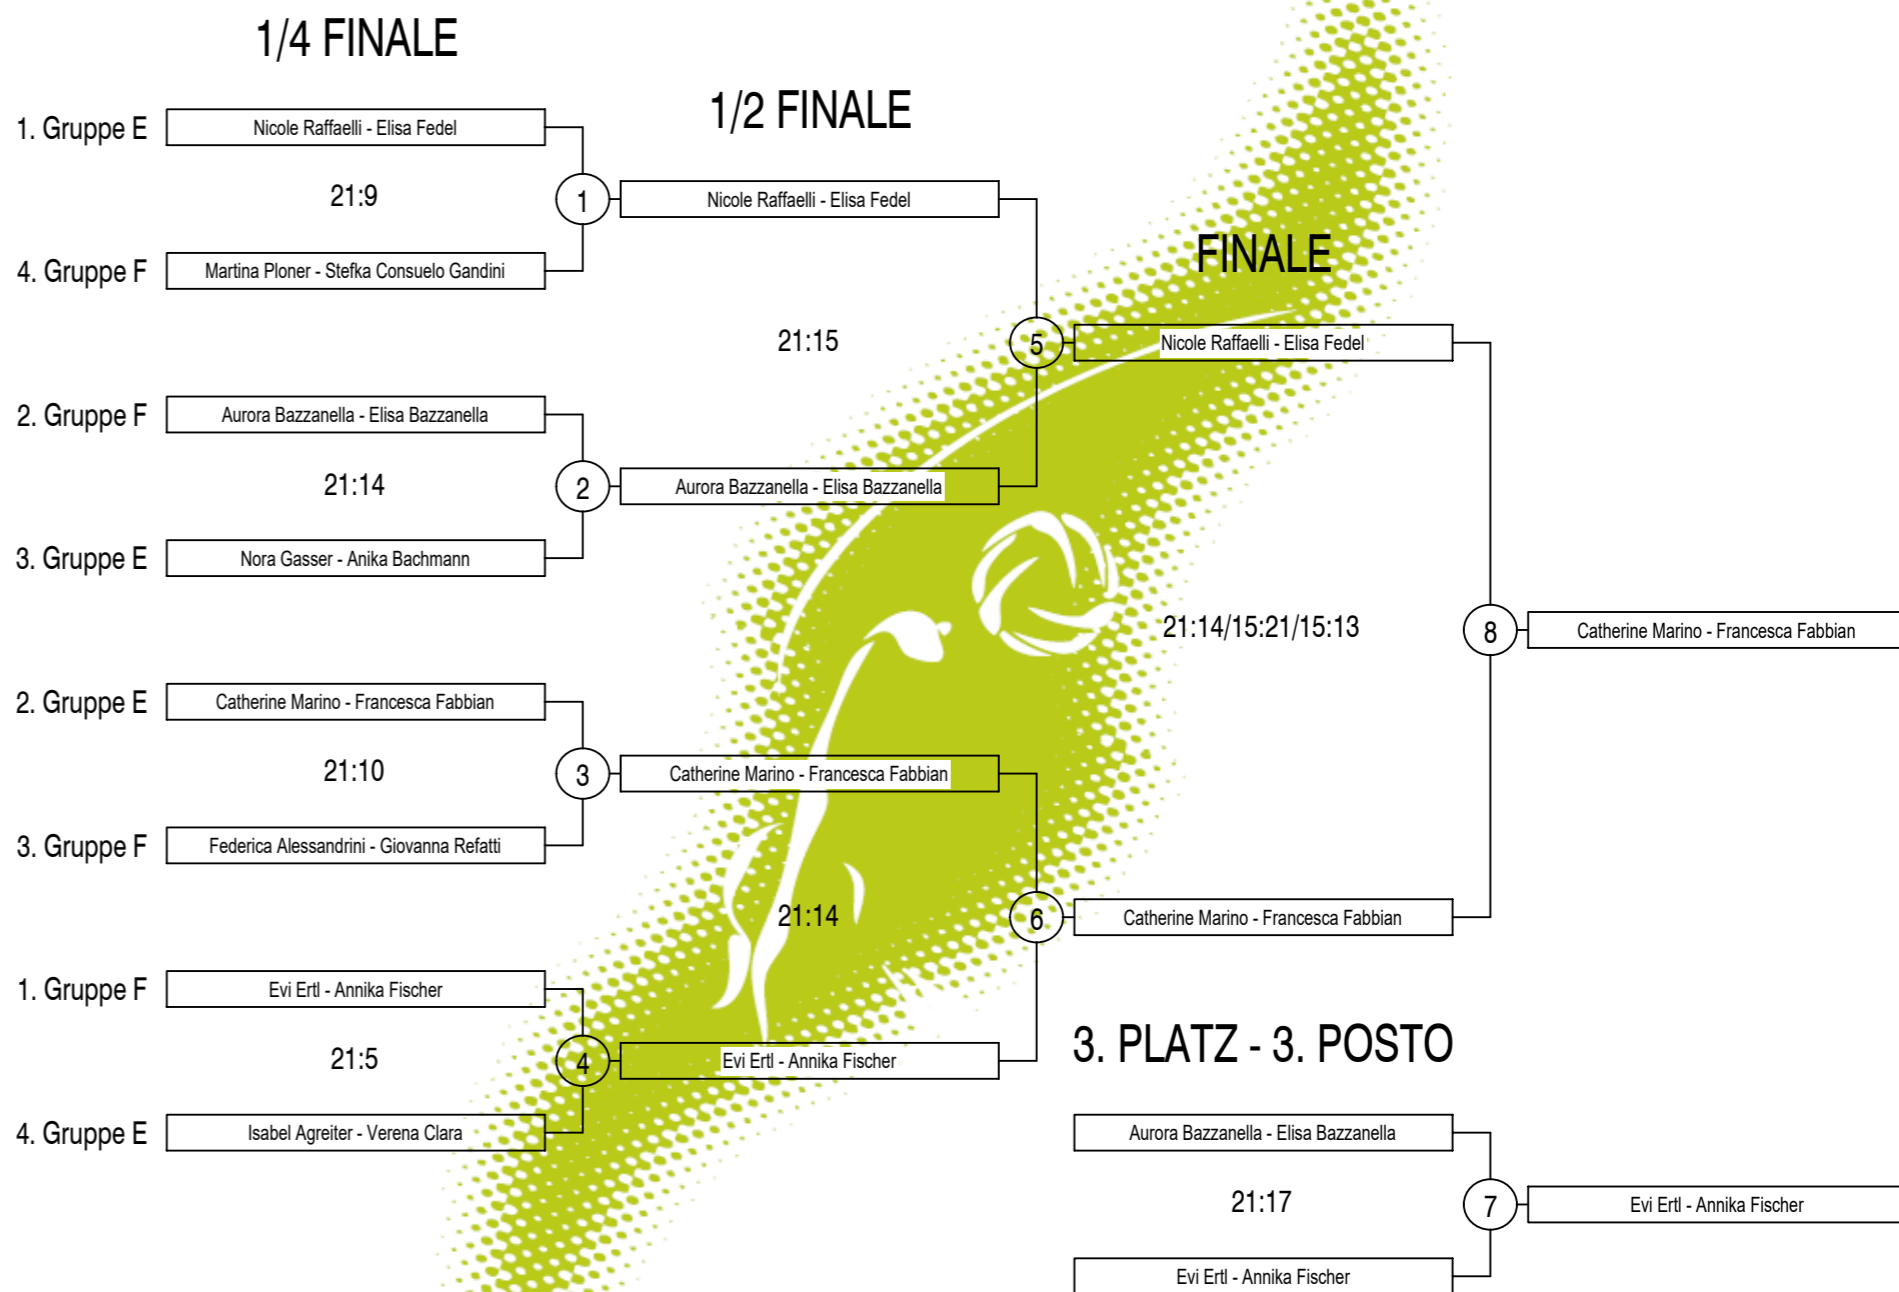 1/4 FINALE
1/2 FINALE
1. Gruppe E
Nicole Raffaelli - Elisa Fedel
21:9
1
Nicole Raffaelli - Elisa Fedel
FINALE
4. Gruppe F
Martina Ploner - Stefka Consuelo Gandini
21:15
5
Nicole Raffaelli - Elisa Fedel
2. Gruppe F
Aurora Bazzanella - Elisa Bazzanella
21:14
2
Aurora Bazzanella - Elisa Bazzanella
3. Gruppe E
Nora Gasser - Anika Bachmann
21:14/15:21/15:13
8
Catherine Marino - Francesca Fabbian
2. Gruppe E
Catherine Marino - Francesca Fabbian
21:10
3
Catherine Marino - Francesca Fabbian
3. Gruppe F
Federica Alessandrini - Giovanna Refatti
21:14
6
Catherine Marino - Francesca Fabbian
1. Gruppe F
Evi Ertl - Annika Fischer
21:5
4
Evi Ertl - Annika Fischer
3. PLATZ - 3. POSTO
4. Gruppe E
Isabel Agreiter - Verena Clara
Aurora Bazzanella - Elisa Bazzanella
21:17
7
Evi Ertl - Annika Fischer
Evi Ertl - Annika Fischer